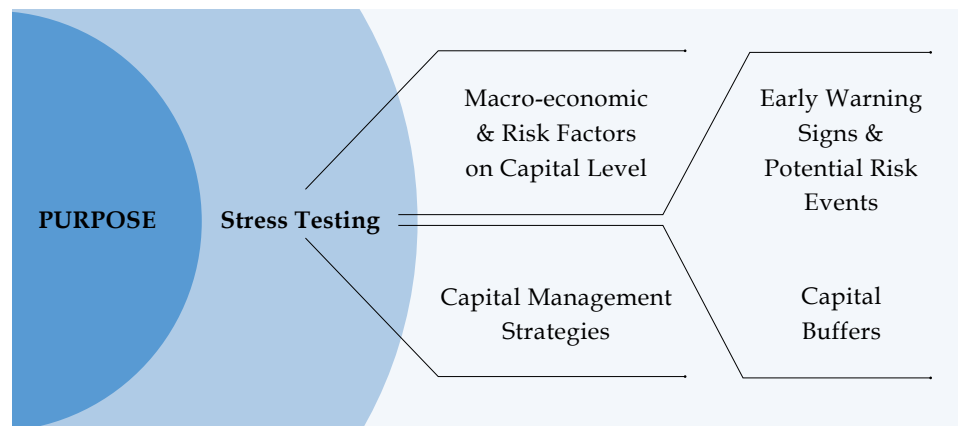 PURPOSE
Stress Testing
Macro-economic
& Risk Factors
on Capital Level
Early Warning
Signs &
Potential Risk
Events
Capital Management
Strategies
Capital
Buffers